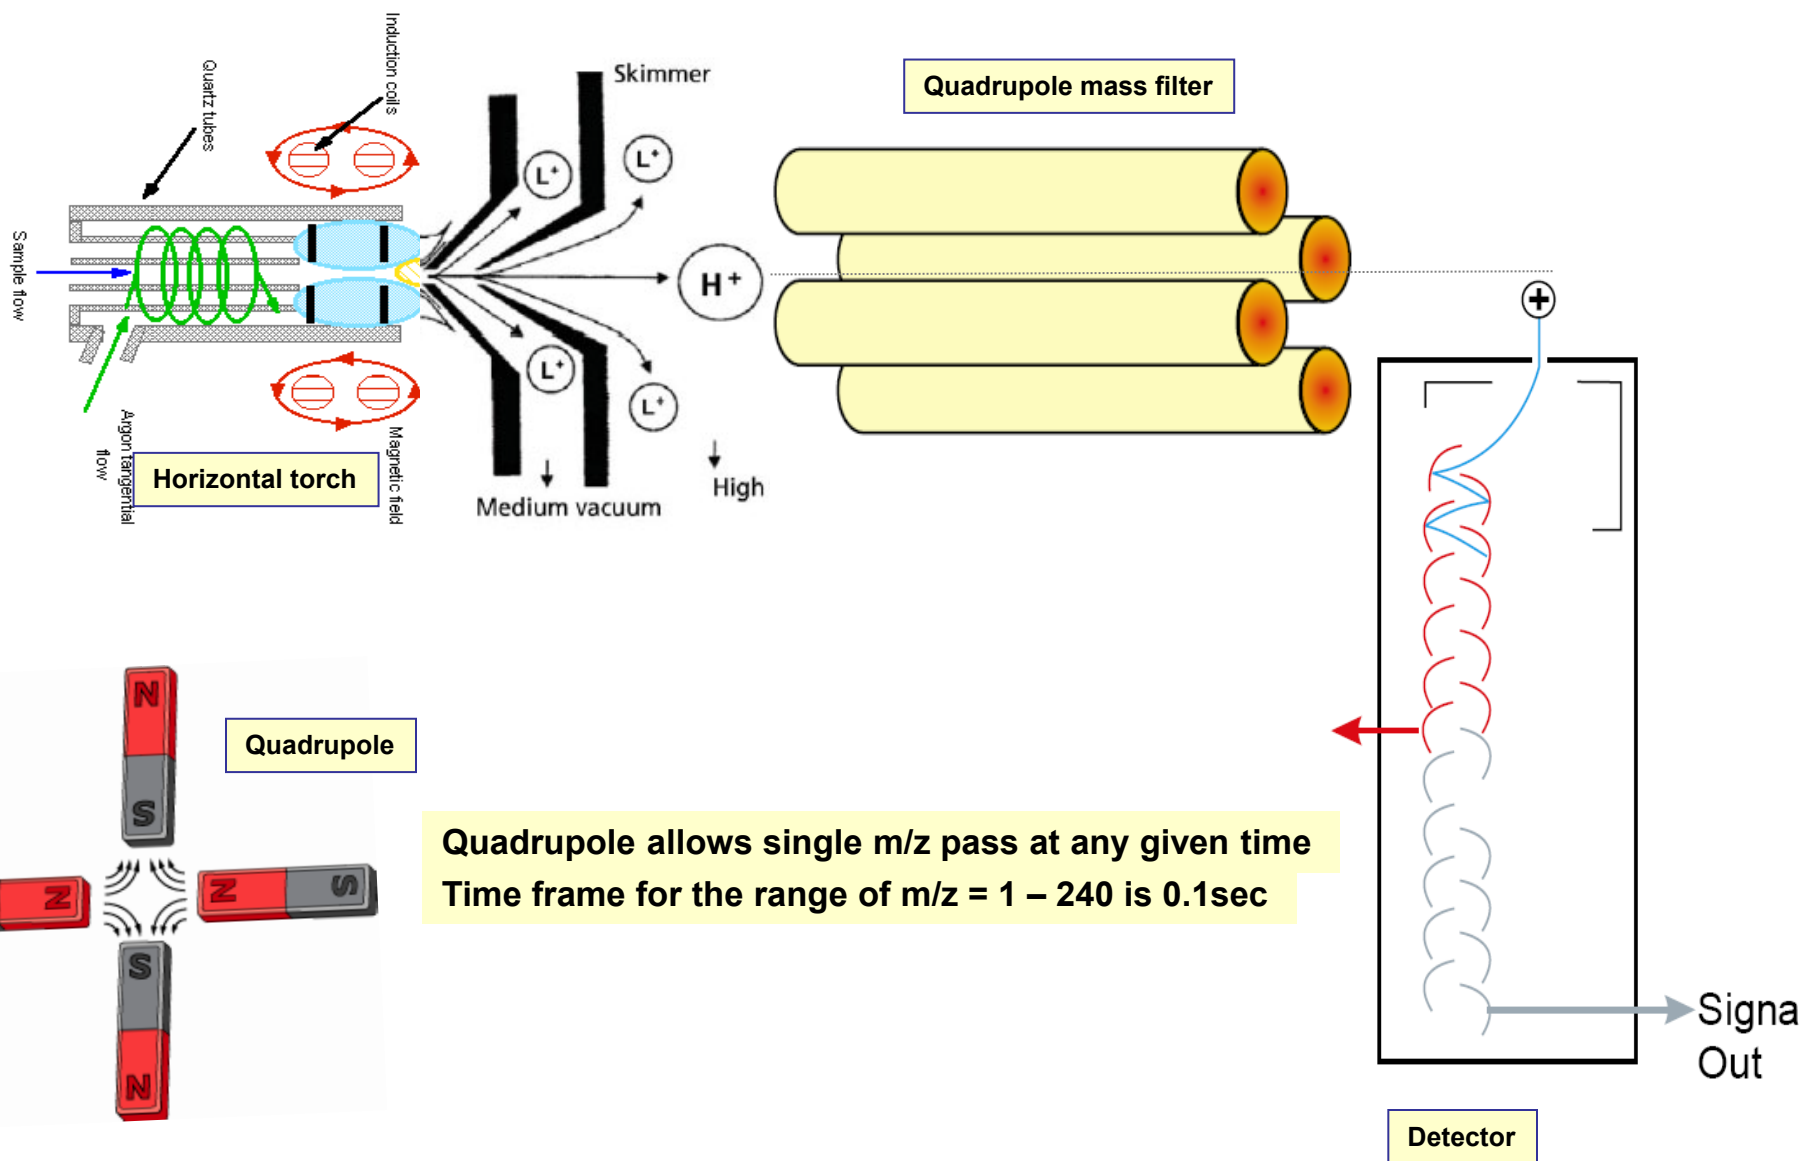 Induction coils
Quartz tubes
Skimmer
Quadrupole mass filter
L+
L+
Sample flow
H+
+
L+
L+
Argon tangential
flow
Magnetic field
Horizontal torch
Medium vacuum
High
N
S
Quadrupole
N
N
S
S
N
Quadrupole allows single m/z pass at any given time
Time frame for the range of m/z = 1 – 240 is 0.1sec
Signa
Out
Detector